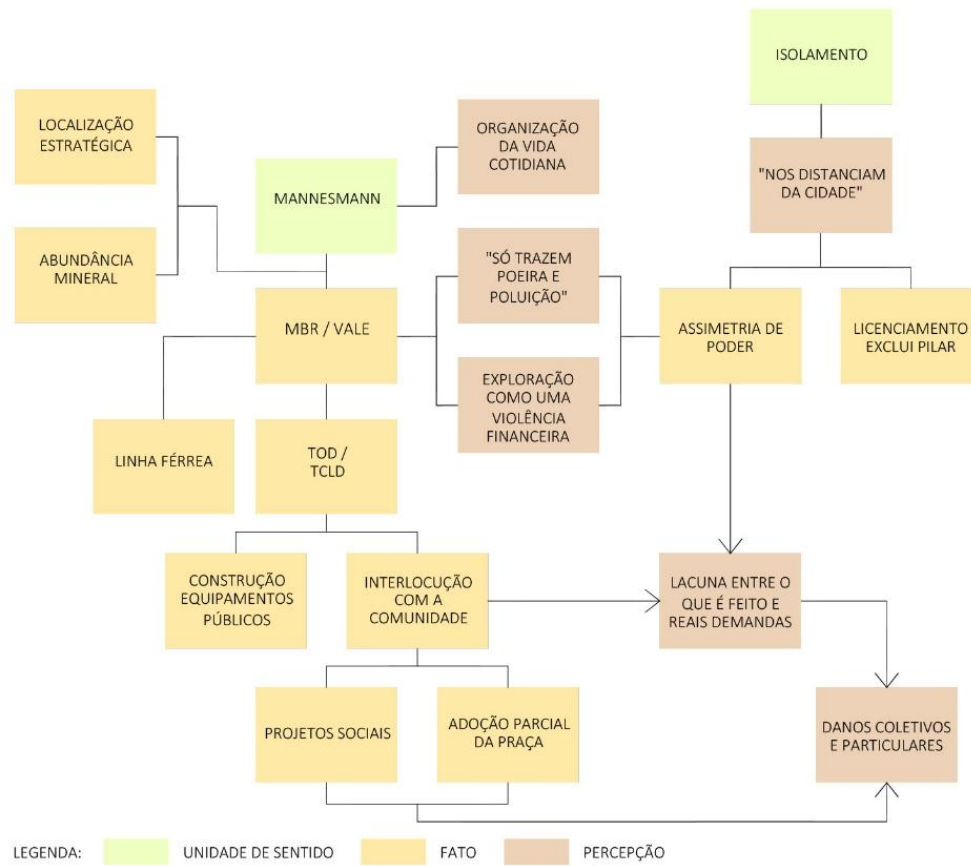 ISOLAMENTO
LOCALIZAÇÃO
ESTRATÉGICA
ORGANIZAÇÃO
DA VIDA
COTIDIANA
"NOS DISTANCIAM
DA CIDADE"
MANNESMANN
ABUNDÂNCIA
MINERAL
"SÓ TRAZEM
POEIRA E
POLUIÇÃO"
MBR / VALE
ASSIMETRIA DE
PODER
LICENCIAMENTO
EXCLUI PILAR
EXPLORAÇÃO
COMO UMA
VIOLÊNCIA
FINANCEIRA
LINHA FÉRREA
TOD /
TCLD
CONSTRUÇÃO
EQUIPAMENTOS
PÚBLICOS
INTERLOCUÇÃO
COM A
COMUNIDADE
LACUNA ENTRE O
QUE É FEITO E
REAIS DEMANDAS
PROJETOS SOCIAIS
ADOÇÃO PARCIAL
DA PRAÇA
DANOS COLETIVOS
E PARTICULARES
LEGENDA: UNIDADE DE SENTIDO FATO PERCEPÇÃO